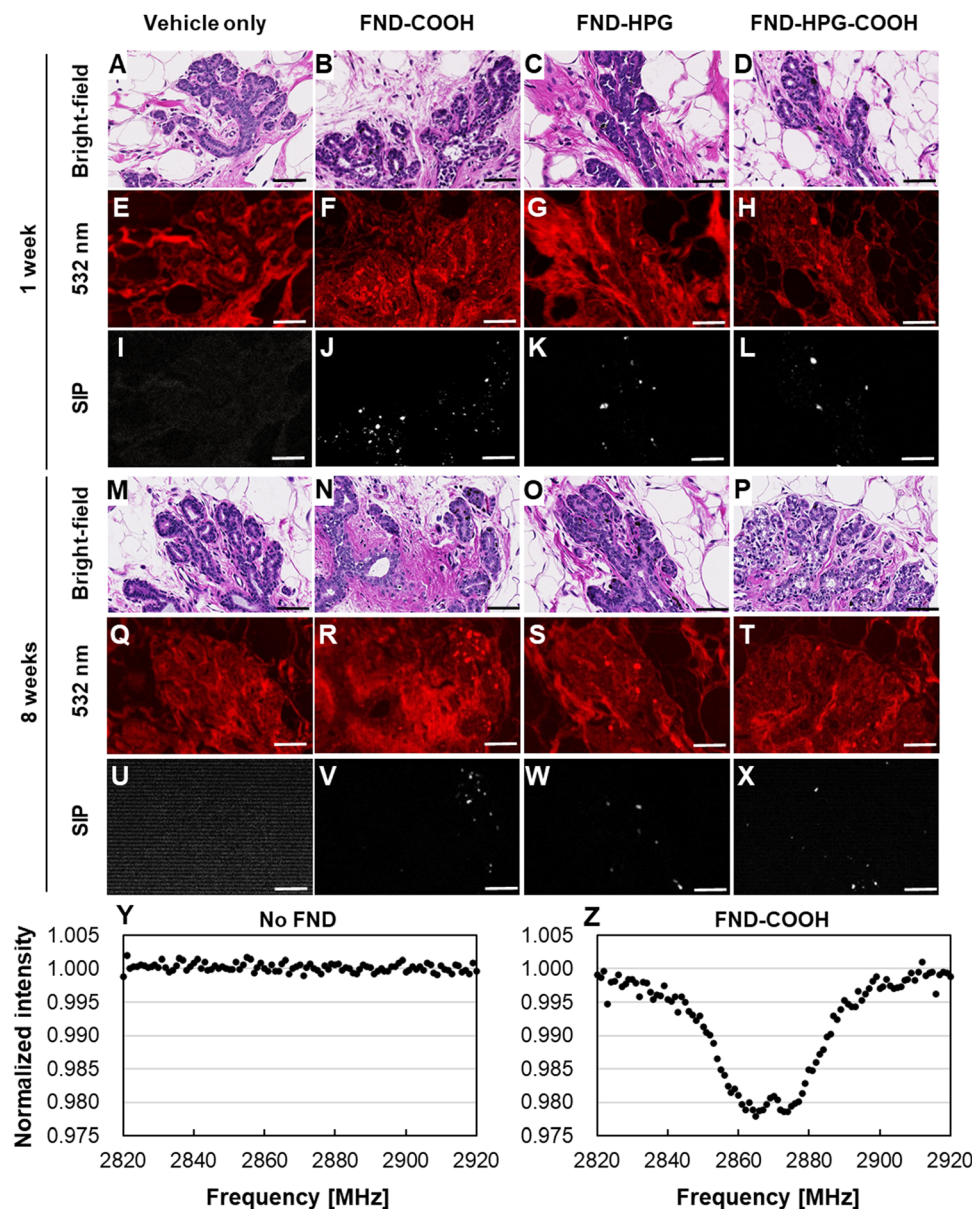 Vehicle only FND-COOH FND-HPG FND-HPG-COOH
1 week
Bright-field
A B C D
532 nm
E F G H
SIP
I J K L
8 weeks
Bright-field
M N O P
532 nm
Q R S T
SIP
U V W X
Y No FND
Normalized intensity
1.005
1.000
0.995
0.990
0.985
0.980
0.975
2820 2840 2860 2880 2900 2920
Frequency [MHz]
Z FND-COOH
1.005
1.000
0.995
0.990
0.985
0.980
0.975
2820 2840 2860 2880 2900 2920
Frequency [MHz]